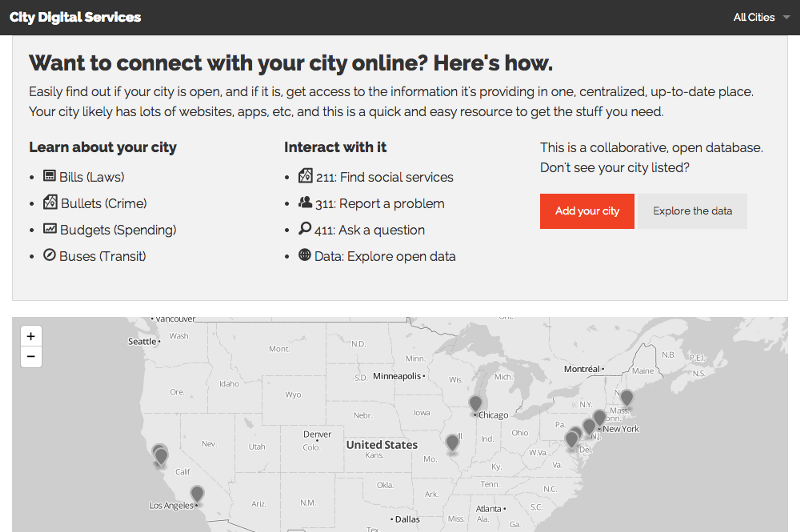 City Digital Services
All Cities
Want to connect with your city online? Here's how.
Easily find out if your city is open, and if it is, get access to the information it's providing in one, centralized, up-to-date place.
Your city likely has lots of websites, apps, etc, and this is a quick and easy resource to get the stuff you need.
Learn about your city
• Bills (Laws)
• Bullets (Crime)
• Budgets (Spending)
• Buses (Transit)
Interact with it
• 211: Find social services
• 311: Report a problem
• 411: Ask a question
• Data: Explore open data
This is a collaborative, open database.
Don't see your city listed?
Add your city
Explore the data
+
−
Vancouver
Seattle
Wash.
Mont.
N.D.
Minn.
Montréal
N.B.
P.E.I.
Maine
N.S.
Ore.
Idaho
Wyo.
S.D.
Minneapolis
Wis.
Mich.
N.Y.
Mass.
Conn.
Nebr.
Iowa
Chicago
Pa.
N.J.
New York
Nev.
Utah
Denver
Colo.
United States
Kans.
Mo.
Ill.
Ind.
Ohio
Del.
W.Va.
Va.
Calif.
Ky.
Los Angeles
Ariz.
N.M.
Okla.
Ark.
Tenn.
N.C.
Dallas
Tex.
Miss.
Ala.
Atlanta
Ga.
S.C.